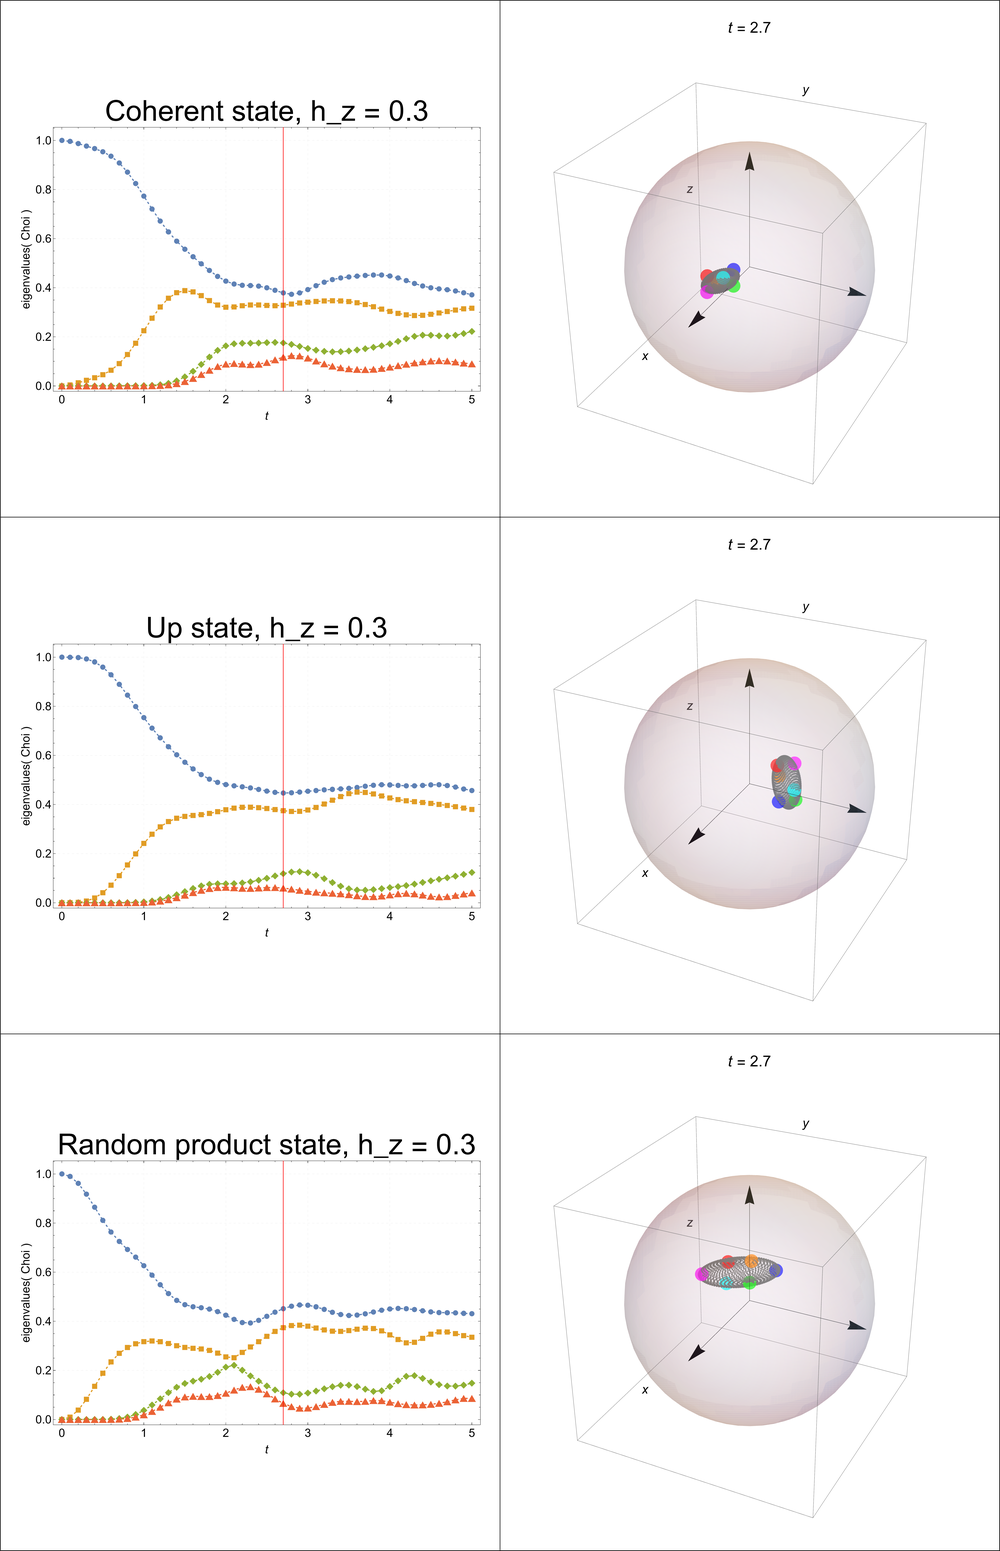 Coherent state, h_z = 0.3
eigenvalues( Choi )
1.0
0.8
0.6
0.4
0.2
0.0
0 1 2 3 4 5
t
t = 2.7
y
z
x
Up state, h_z = 0.3
eigenvalues( Choi )
1.0
0.8
0.6
0.4
0.2
0.0
0 1 2 3 4 5
t
t = 2.7
y
z
x
Random product state, h_z = 0.3
eigenvalues( Choi )
1.0
0.8
0.6
0.4
0.2
0.0
0 1 2 3 4 5
t
t = 2.7
y
z
x